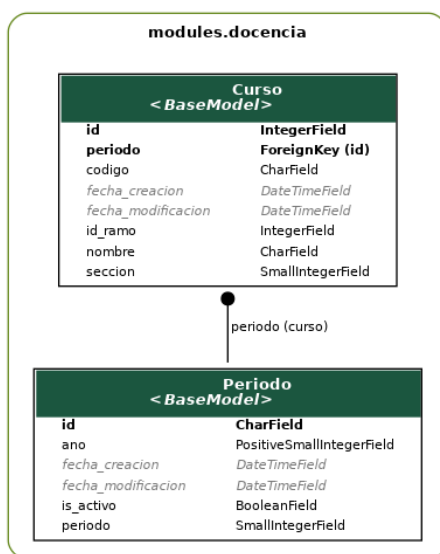 modules.docencia
Curso
<BaseModel>
id IntegerField
periodo ForeignKey (id)
codigo CharField
fecha_creacion DateTimeField
fecha_modificacion DateTimeField
id_ramo IntegerField
nombre CharField
seccion SmallIntegerField
periodo (curso)
Periodo
<BaseModel>
id CharField
ano PositiveSmallIntegerField
fecha_creacion DateTimeField
fecha_modificacion DateTimeField
is_activo BooleanField
periodo SmallIntegerField